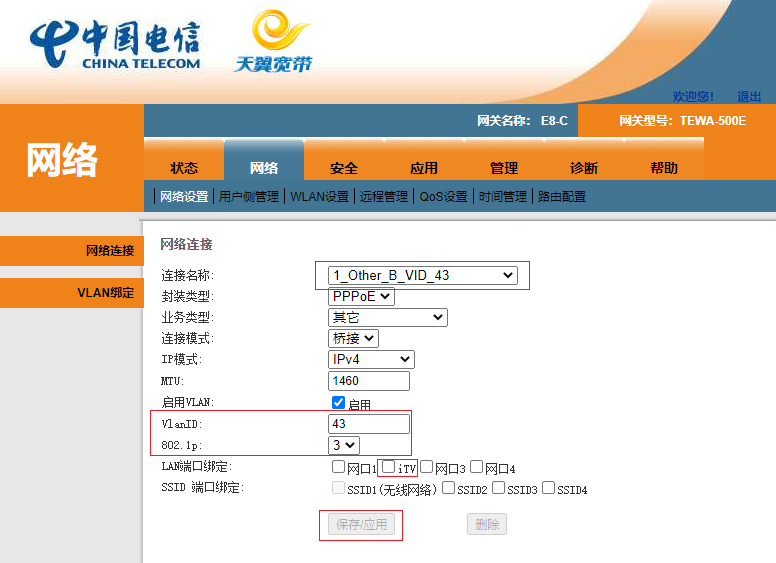 中国电信
CHINA TELECOM
天翼宽带
欢迎您! 退出
网关名称: E8-C 网关型号: TEWA-500E
网络
状态 网络 安全 应用 管理 诊断 帮助
网络设置 用户侧管理 WLAN设置 远程管理 QoS设置 时间管理 路由配置
网络连接
VLAN绑定
网络连接
连接名称: 1_Other_B_VID_43
封装类型: PPPoE
业务类型: 其它
连接模式: 桥接
IP模式: IPv4
MTU: 1460
启用VLAN: 启用
VlanID: 43
802.1p: 3
LAN端口绑定: 网口1 iTV 网口3 网口4
SSID 端口绑定: SSID1(无线网络) SSID2 SSID3 SSID4
保存/应用 删除